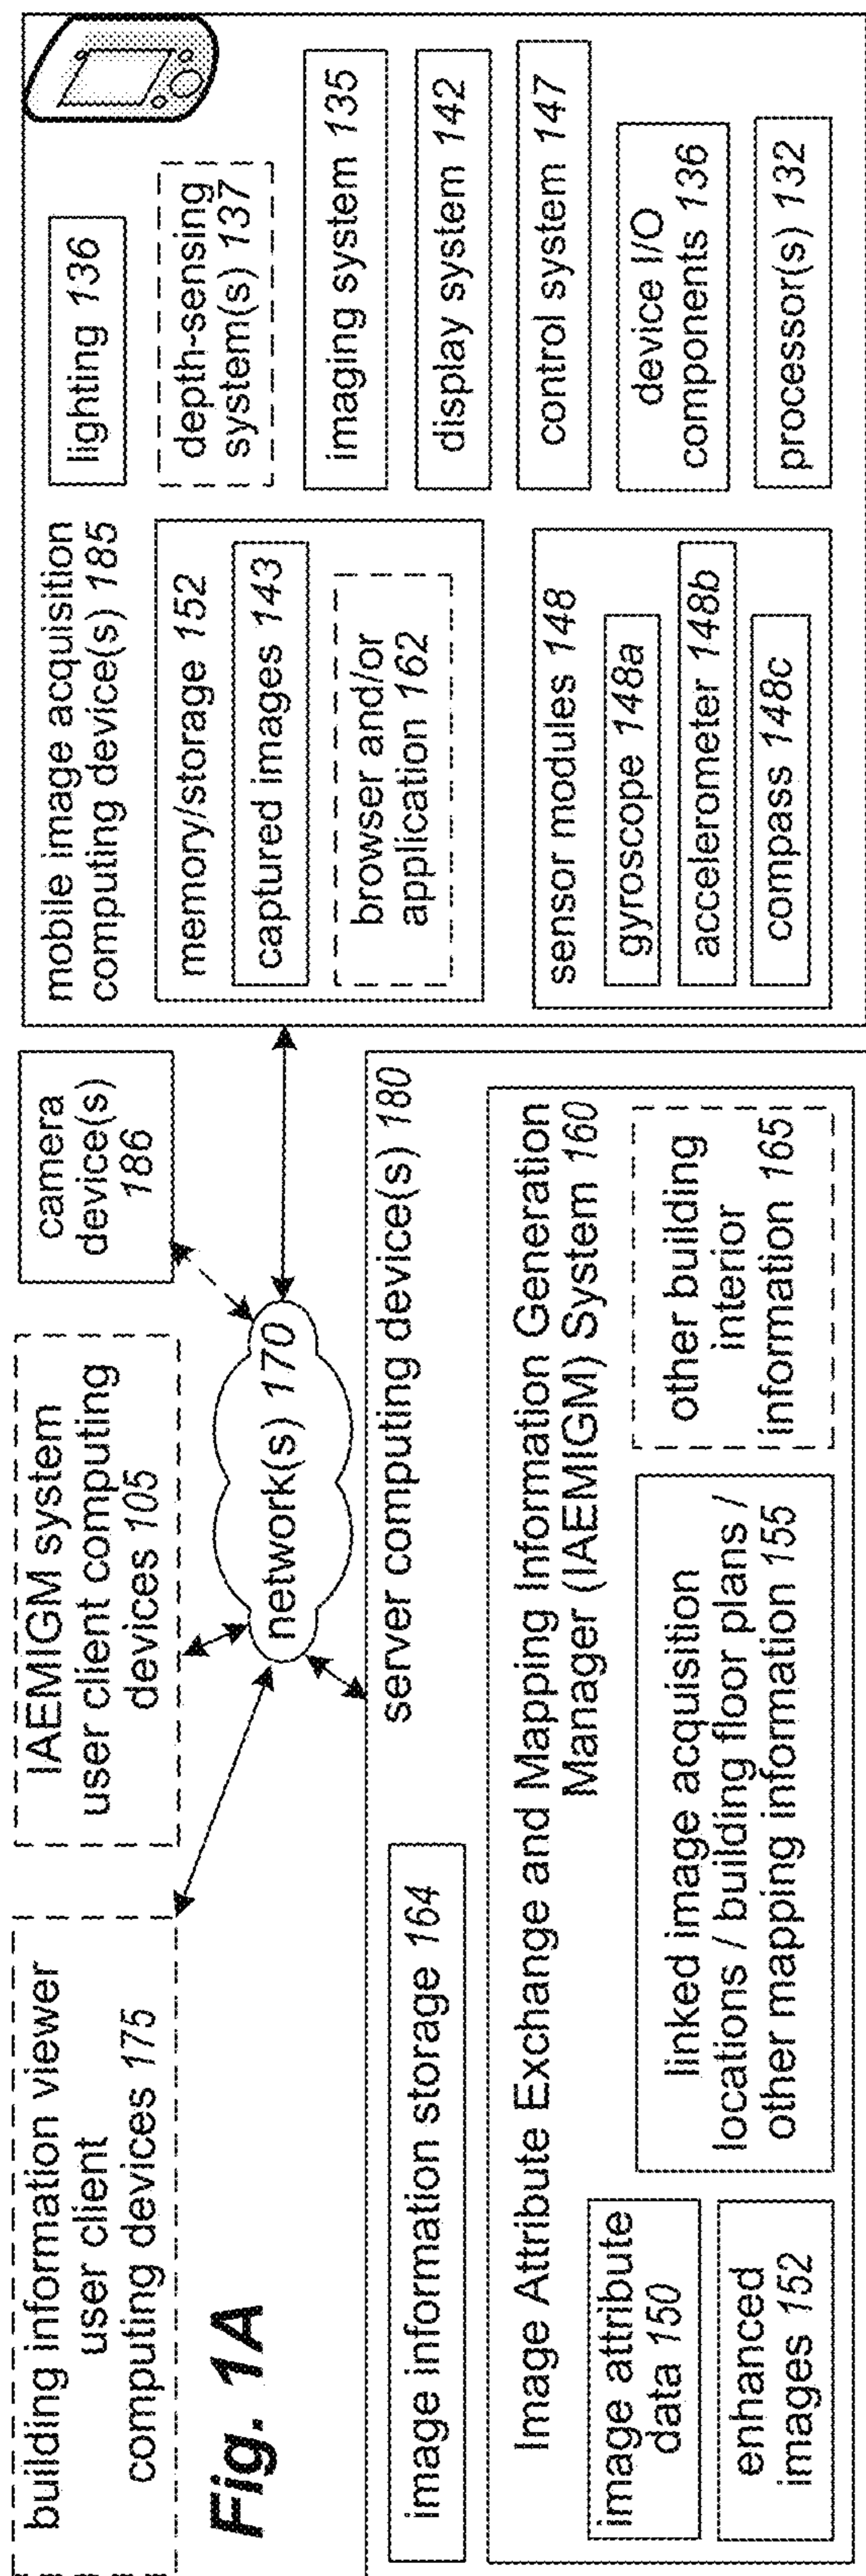 building information viewer
user client
computing devices 175
IAEMIGM system
user client computing
devices 105
camera
device(s)
186
network(s) 170
Fig. 1A
server computing device(s) 180
image information storage 164
Image Attribute Exchange and Mapping Information Generation
Manager (IAEMIGM) System 160
image attribute
data 150
enhanced
images 152
linked image acquisition
locations / building floor plans /
other mapping information 155
other building
interior
information 165
mobile image acquisition
computing device(s) 185
memory/storage 152
captured images 143
browser and/or
application 162
sensor modules 148
gyroscope 148a
accelerometer 148b
compass 148c
lighting 136
depth-sensing
system(s) 137
imaging system 135
display system 142
control system 147
device I/O
components 136
processor(s) 132